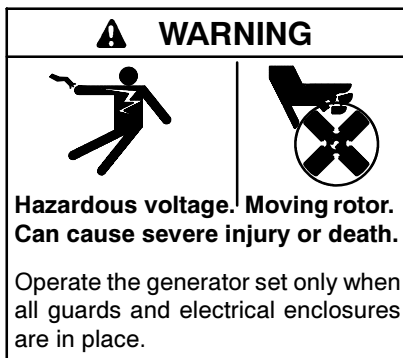 WARNING
Hazardous voltage. Moving rotor.
Can cause severe injury or death.
Operate the generator set only when
all guards and electrical enclosures
are in place.